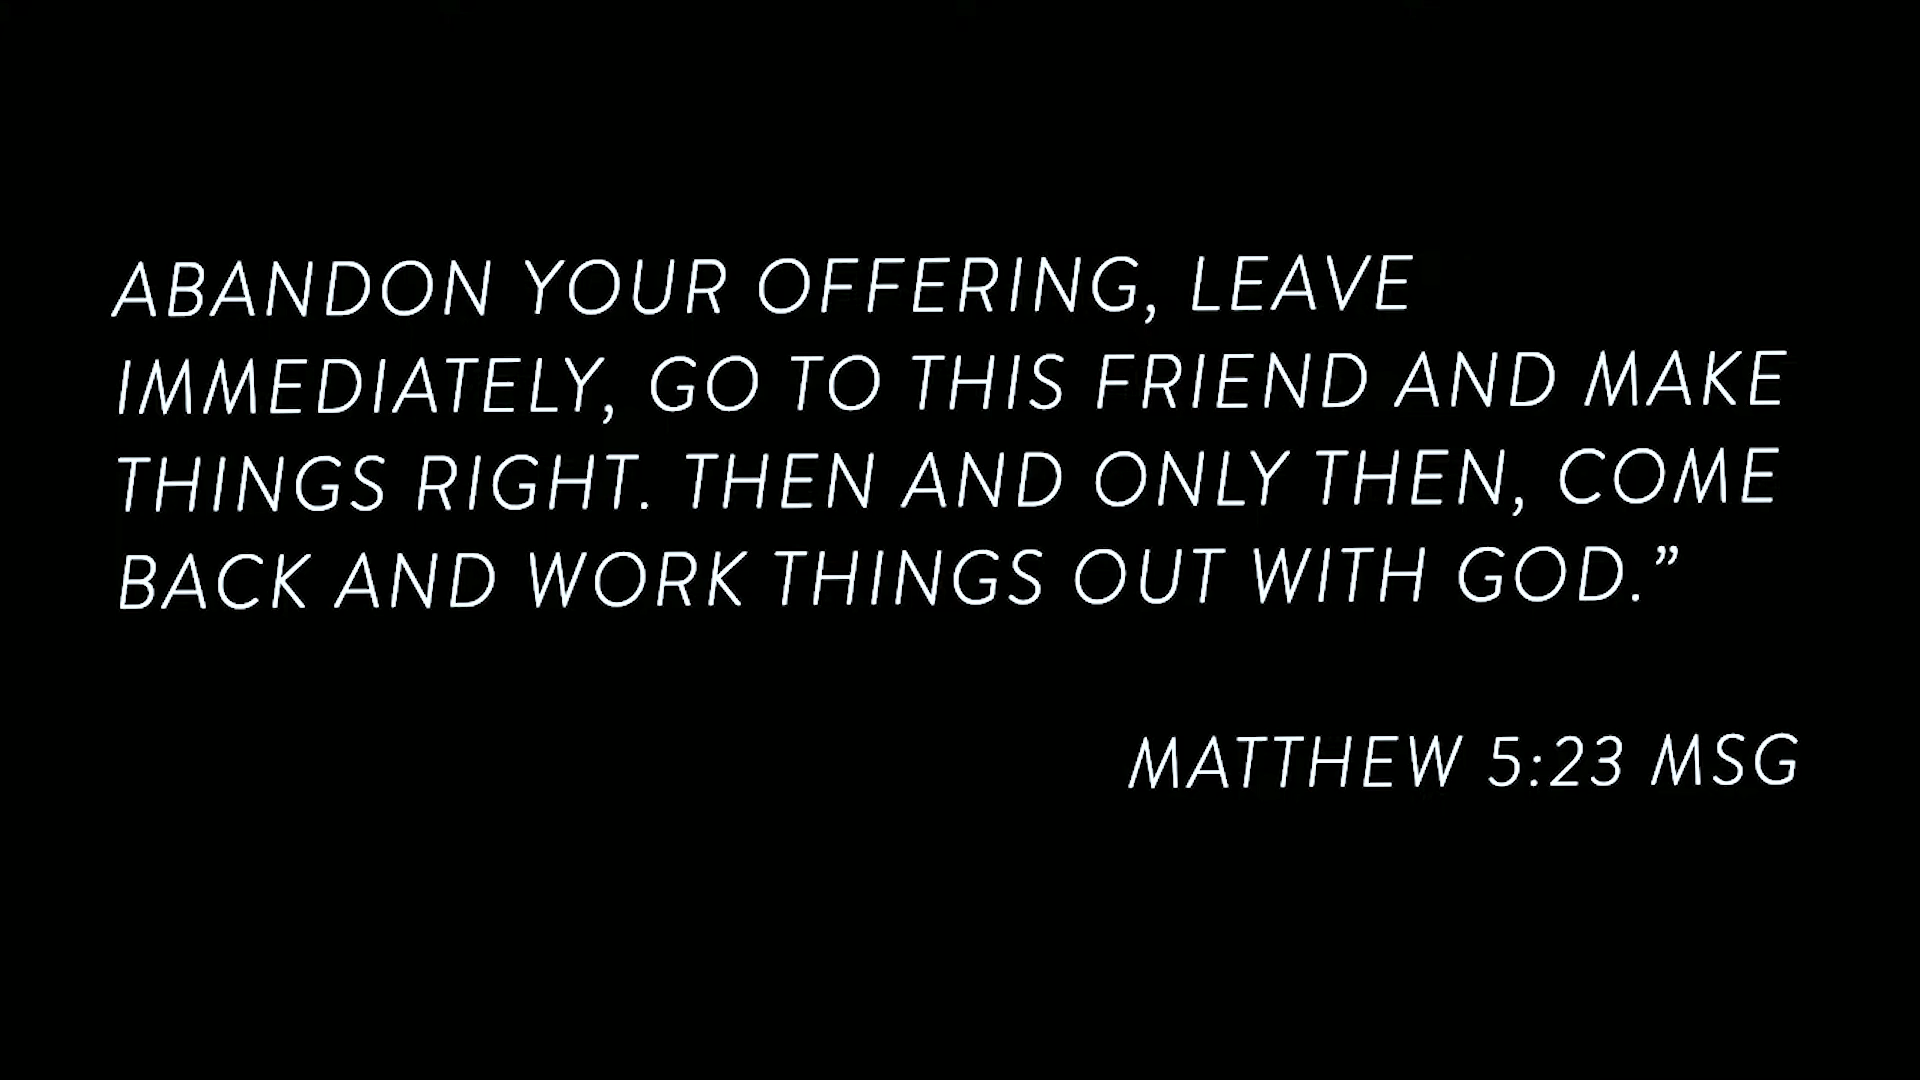 ABANDON YOUR OFFERING, LEAVE
IMMEDIATELY, GO TO THIS FRIEND AND MAKE
THINGS RIGHT. THEN AND ONLY THEN, COME
BACK AND WORK THINGS OUT WITH GOD.”
MATTHEW 5:23 MSG